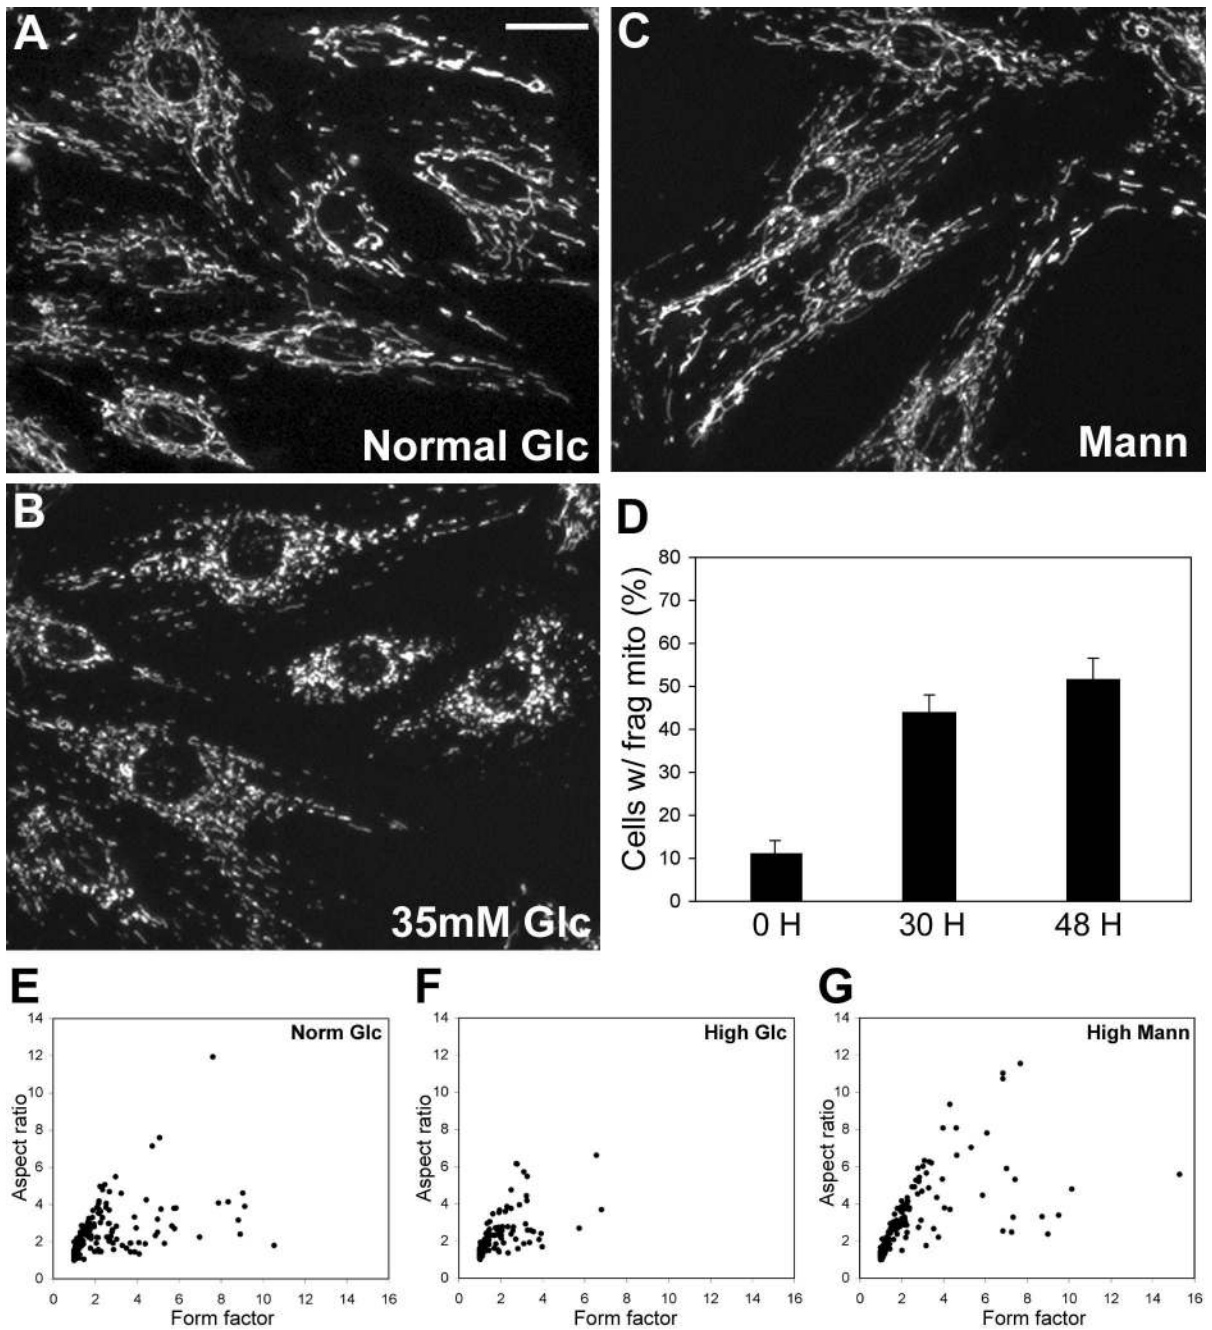 A
Normal Glc
C
Mann
B
35mM Glc
D
Cells w/ frag mito (%)
80
70
60
50
40
30
20
10
0
0 H 30 H 48 H
E
Norm Glc
Aspect ratio
14
12
10
8
6
4
2
0
0 2 4 6 8 10 12 14 16
Form factor
F
High Glc
Aspect ratio
14
12
10
8
6
4
2
0
0 2 4 6 8 10 12 14 16
Form factor
G
High Mann
Aspect ratio
14
12
10
8
6
4
2
0
0 2 4 6 8 10 12 14 16
Form factor